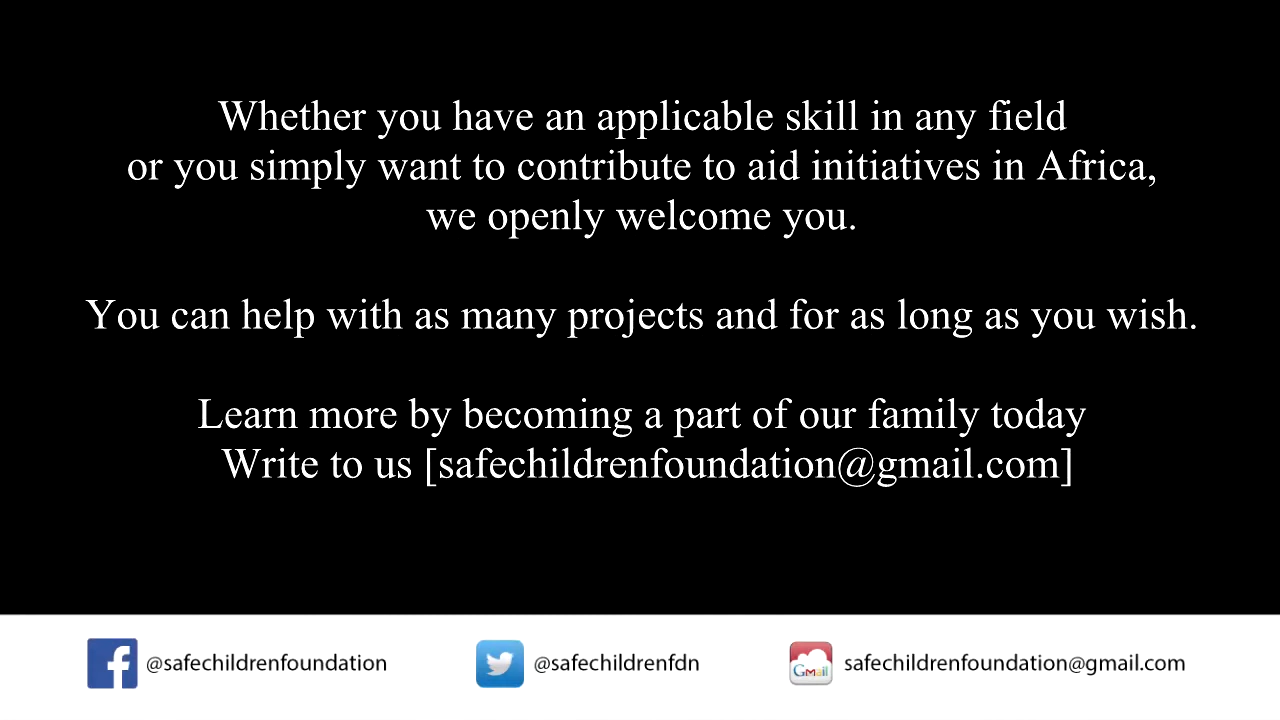 Whether you have an applicable skill in any field
or you simply want to contribute to aid initiatives in Africa,
we openly welcome you.
You can help with as many projects and for as long as you wish.
Learn more by becoming a part of our family today
Write to us [safechildrenfoundation@gmail.com]
@safechildrenfoundation
@safechildrenfdn
GMail
safechildrenfoundation@gmail.com